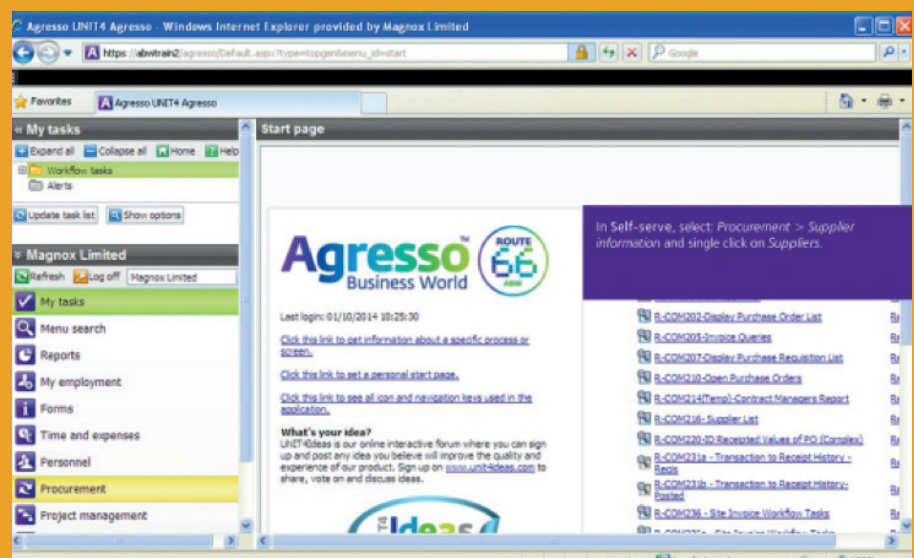 Agresso UNIT4 Agresso - Windows Internet Explorer provided by Magnox Limited
https://abwtrain2/agresso/Default.aspx?type=topgen&menu_id=start
Google
Favorites
Agresso UNIT4 Agresso
My tasks
Start page
Expand all
Collapse all
Home
Help
Workflow tasks
Alerts
Update task list
Show options
Magnox Limited
Refresh
Log off
Magnox Limited
My tasks
Menu search
Reports
My employment
Forms
Time and expenses
Personnel
Procurement
Project management
Agresso™
Business World
ROUTE
66
ABW
Last login: 01/10/2014 10:25:30
Click this link to get information about a specific process or
screen.
Click this link to set a personal start page.
Click this link to see all icon and navigation keys used in the
application.
What's your idea?
UNIT4Ideas is our online interactive forum where you can sign
up and post any idea you believe will improve the quality and
experience of our product. Sign up on www.unit4ideas.com to
share, vote on and discuss ideas.
In Self-serve, select: Procurement > Supplier
information and single click on Suppliers.
R-COM202-Display Purchase Order List
R-COM205-Invoice Queries
R-COM207-Display Purchase Requisition List
R-COM210-Open Purchase Orders
R-COM214(Temp)-Contract Managers Report
R-COM216- Supplier List
R-COM220-ID Receipted Values of PO (Complex)
R-COM231a - Transaction to Receipt History -
Reqis
R-COM231b - Transaction to Receipt History-
Posted
R-COM236 - Site Invoice Workflow Tasks